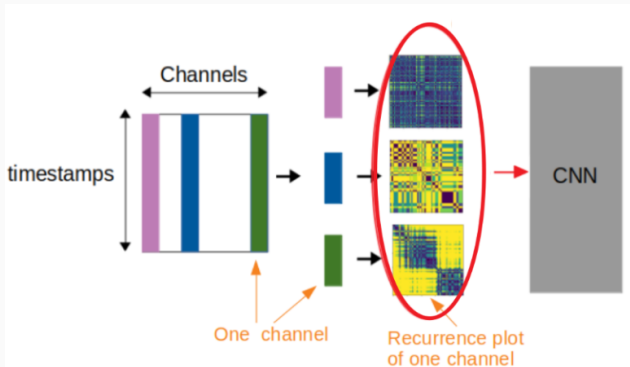 Channels
timestamps
CNN
One channel
Recurrence plot
of one channel